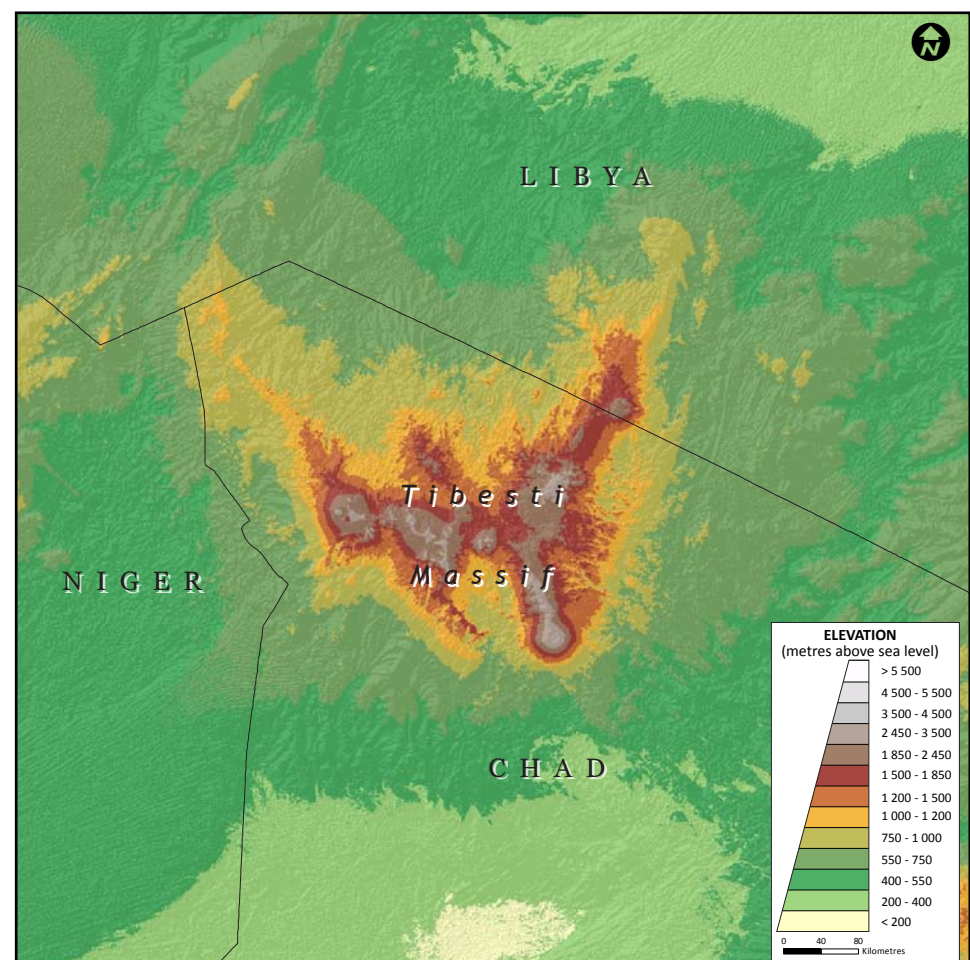 N
LIBYA
Tibesti
NIGER
Massif
ELEVATION
(metres above sea level)
> 5 500
4 500 - 5 500
3 500 - 4 500
2 450 - 3 500
1 850 - 2 450
1 500 - 1 850
1 200 - 1 500
1 000 - 1 200
750 - 1 000
550 - 750
400 - 550
200 - 400
< 200
0 40 80
Kilometres
CHAD